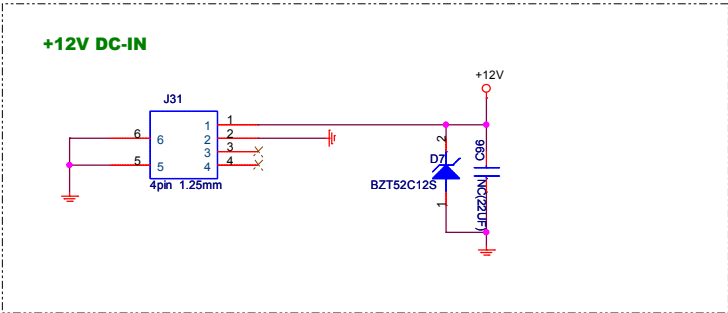 +12V DC-IN
+12V
J31
1 1
6 6 2 2
3 3
5 5 4 4
4pin 1.25mm
2
D7
BZT52C12S
1
C96
NC(22UF)